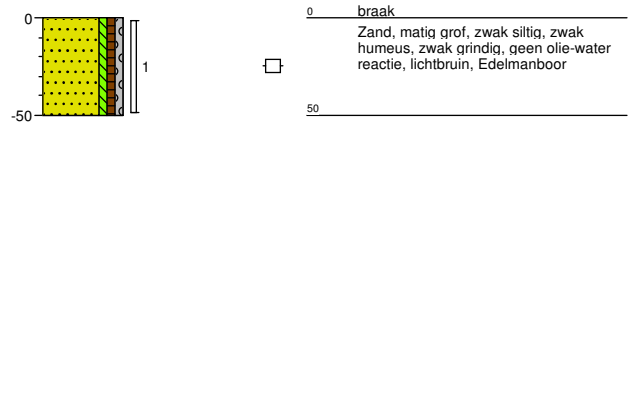 0
-50
1
0 braak
Zand, matig grof, zwak siltig, zwak
humeus, zwak grindig, geen olie-water
reactie, lichtbruin, Edelmanboor
50